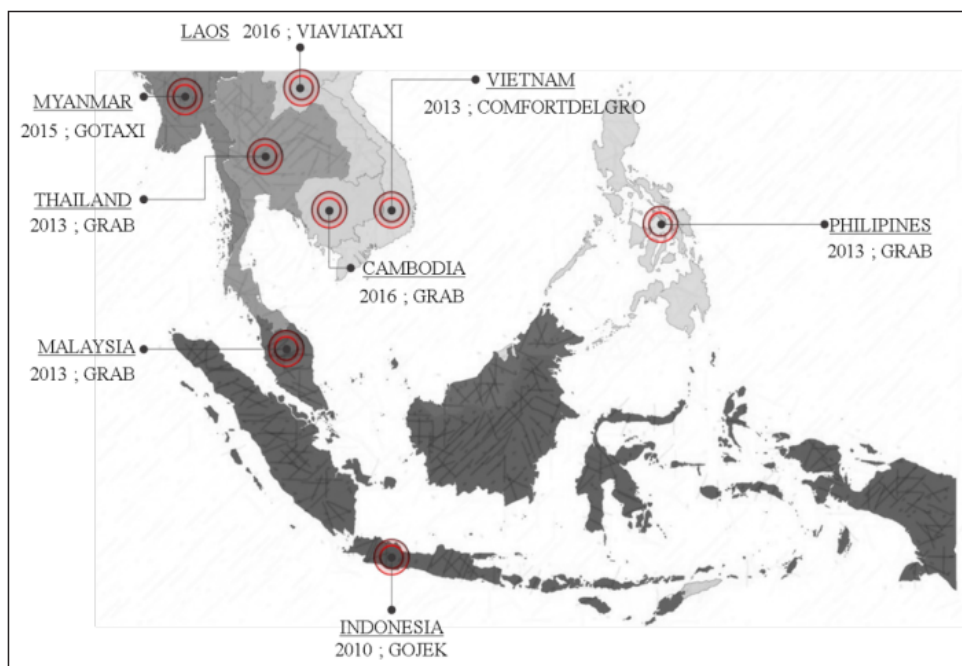 LAOS 2016 ; VIAVIATAXI
VIETNAM
2013 ; COMFORTDELGRO
MYANMAR
2015 ; GOTAXI
THAILAND
2013 ; GRAB
PHILIPINES
2013 ; GRAB
CAMBODIA
2016 ; GRAB
MALAYSIA
2013 ; GRAB
INDONESIA
2010 ; GOJEK